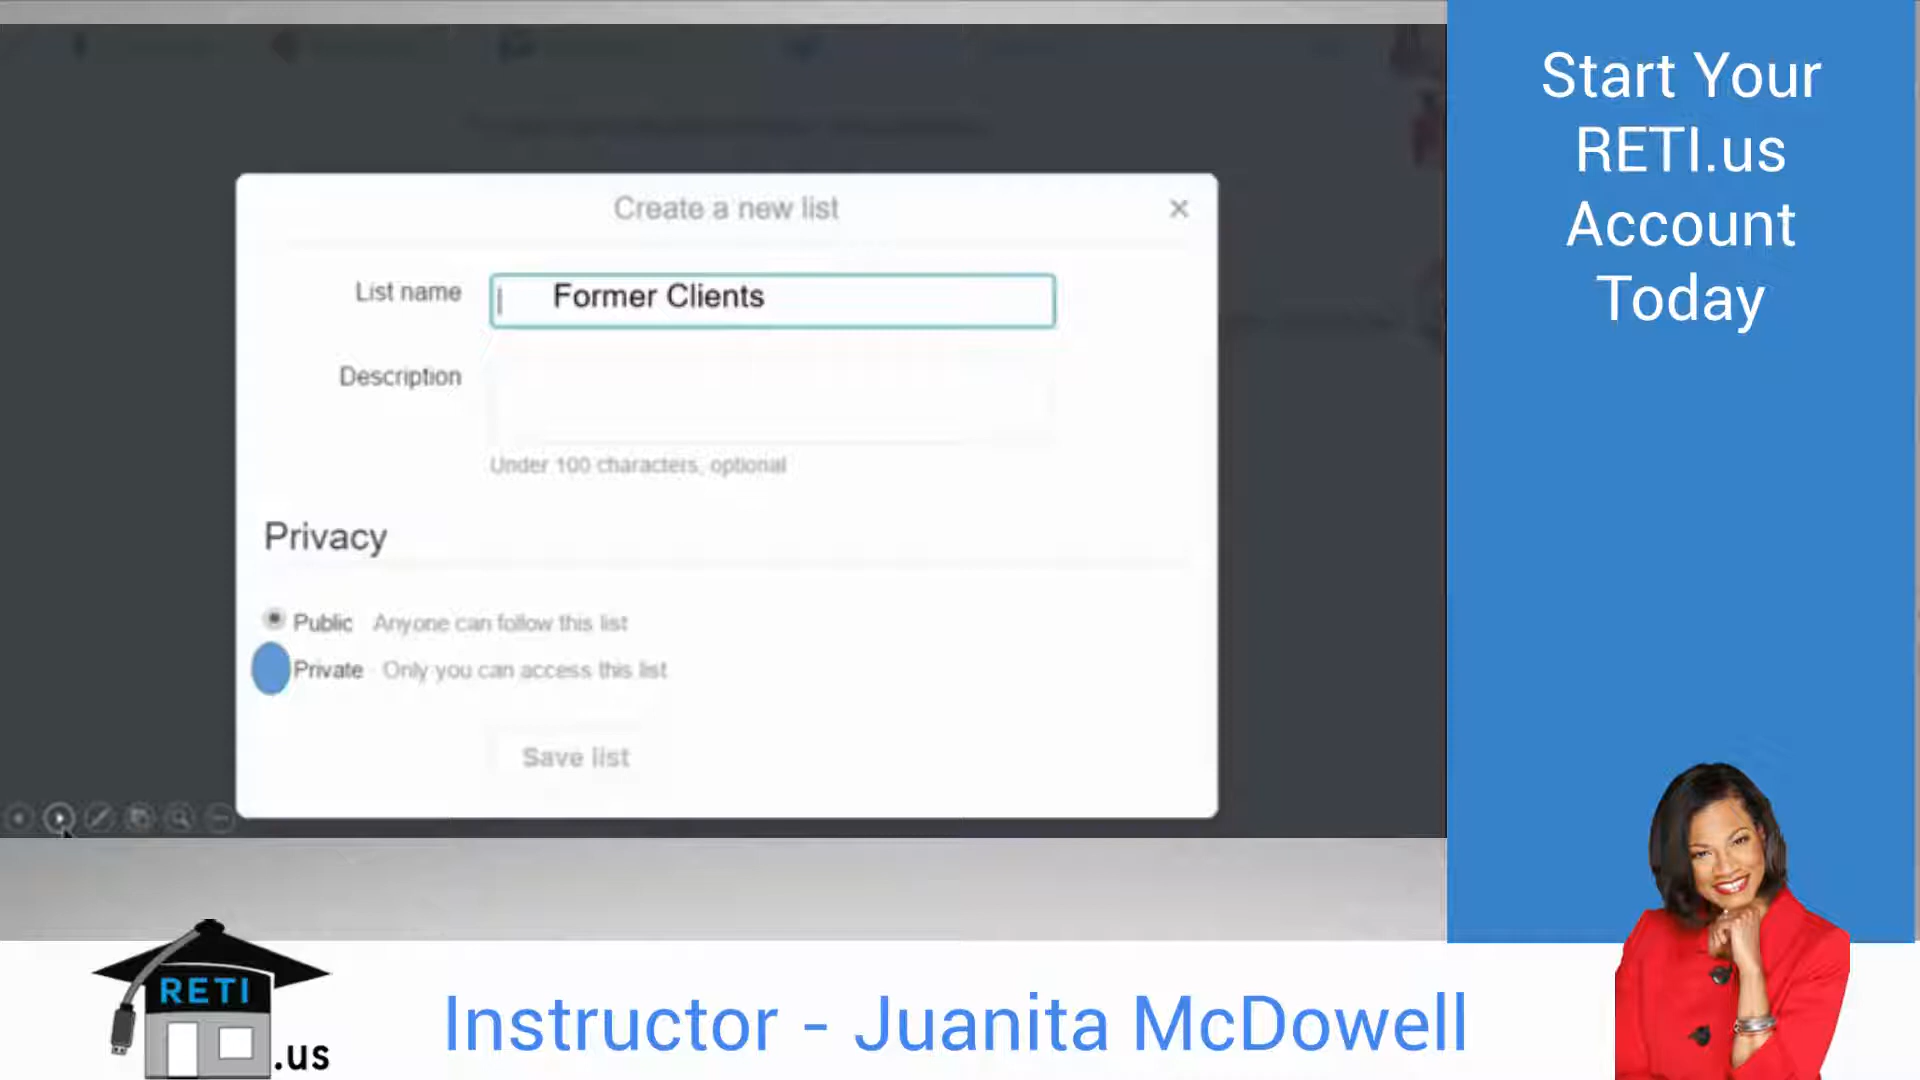 Start Your
RETI.us
Account
Today
Create a new list
List name
Former Clients
Description
Under 100 characters, optional
Privacy
Public Anyone can follow this list
Private · Only you can access this list
Save list
RETI
.us
Instructor - Juanita McDowell